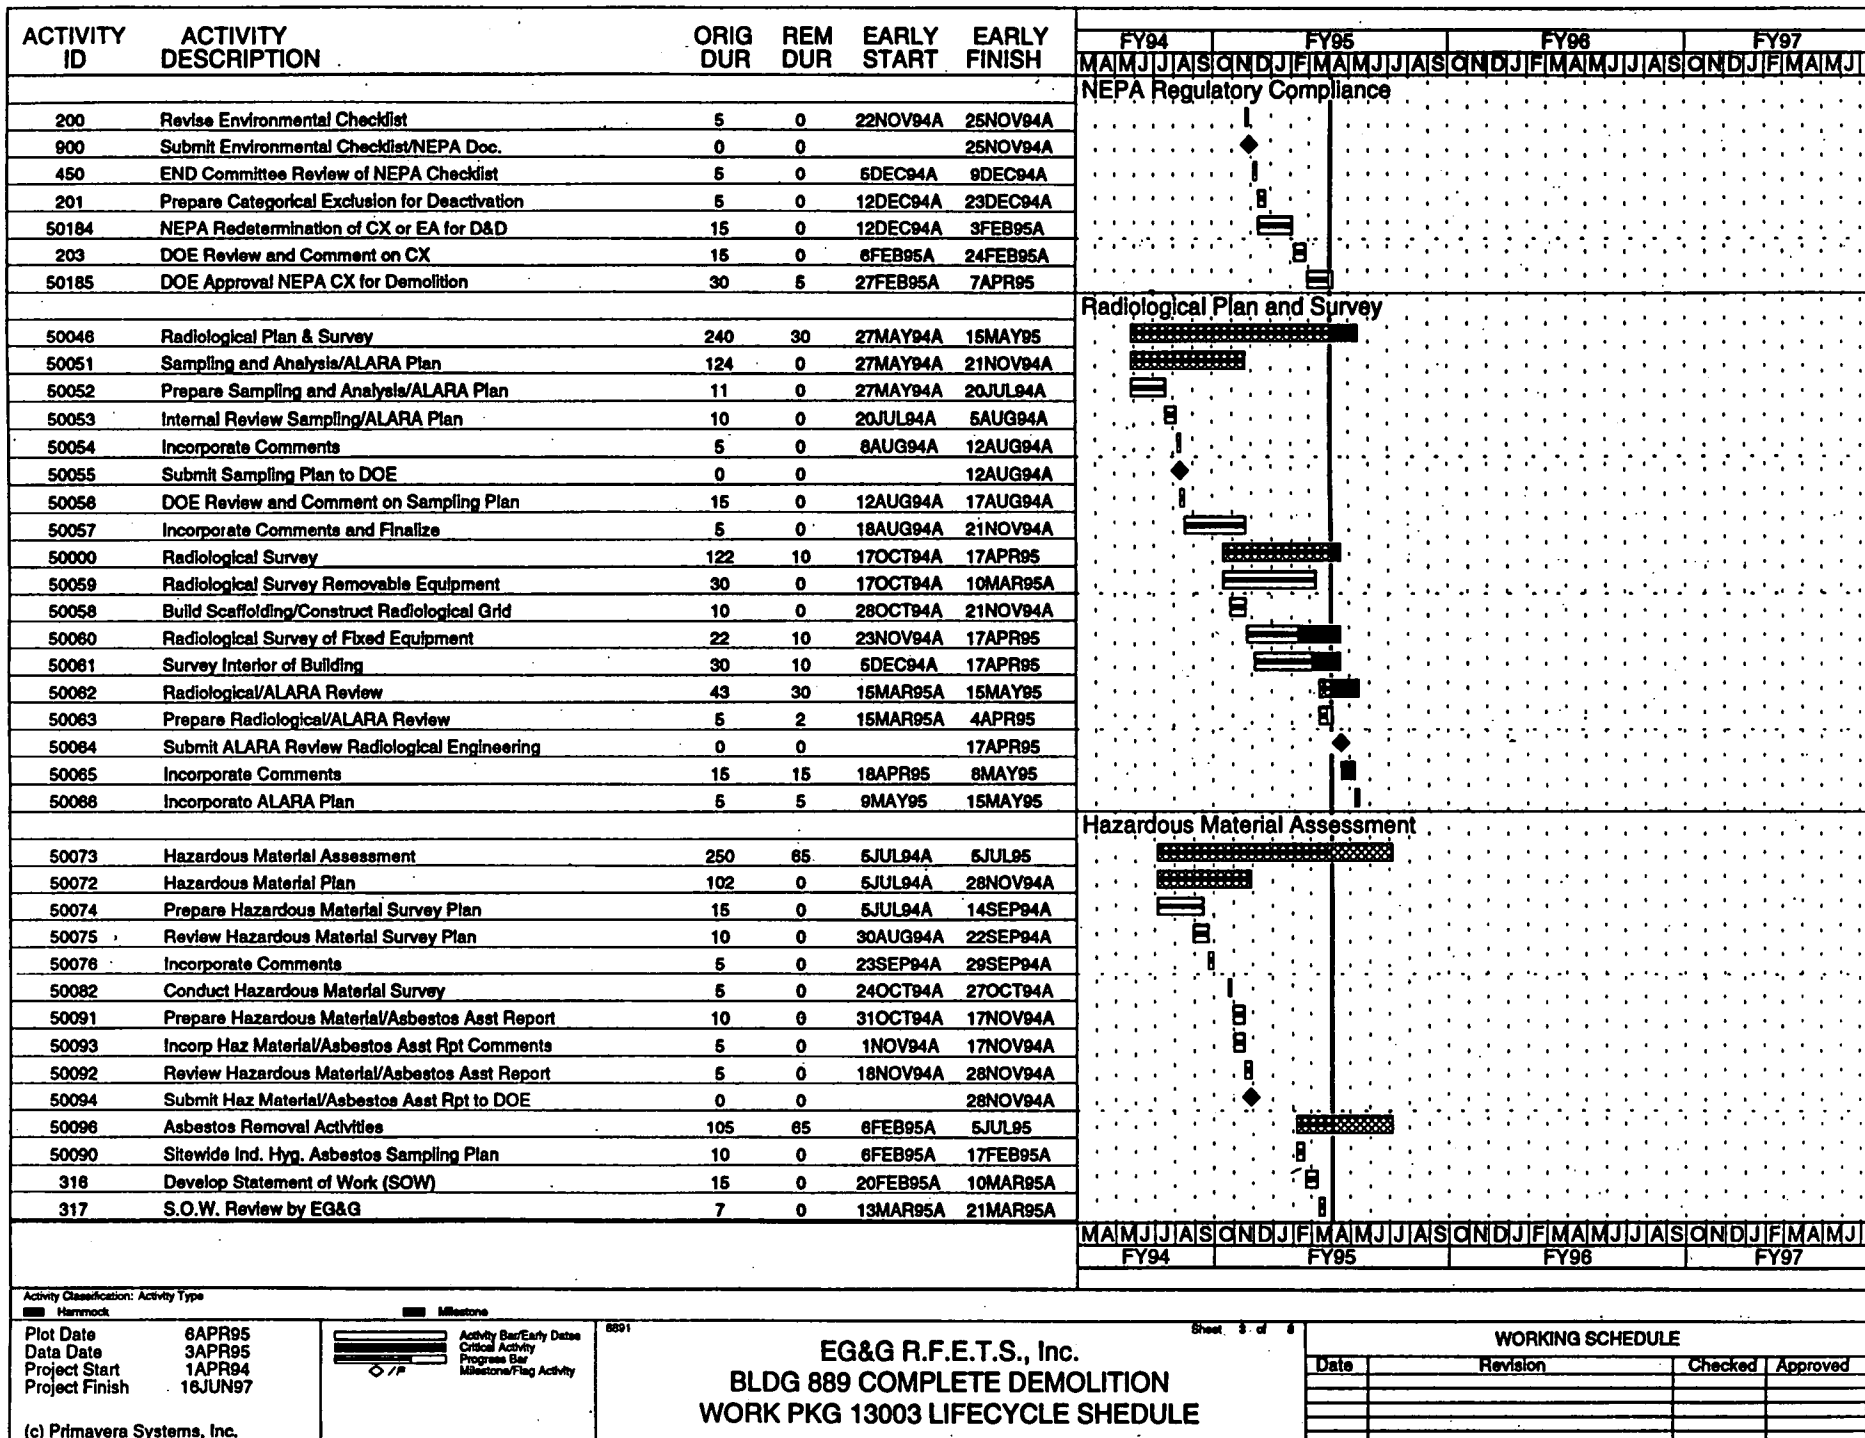 ACTIVITY ID ACTIVITY DESCRIPTION ORIG DUR REM DUR EARLY START EARLY FINISH
FY94 FY95 FY96 FY97
M A M J J A S O N D J F M A M J J A S O N D J F M A M J J A S O N D J F M A M J
NEPA Regulatory Compliance
200 Revise Environmental Checklist 5 0 22NOV94A 25NOV94A
900 Submit Environmental Checklist/NEPA Doc. 0 0 25NOV94A
450 END Committee Review of NEPA Checklist 5 0 5DEC94A 9DEC94A
201 Prepare Categorical Exclusion for Deactivation 5 0 12DEC94A 23DEC94A
50184 NEPA Redetermination of CX or EA for D&D 15 0 12DEC94A 3FEB95A
203 DOE Review and Comment on CX 15 0 6FEB95A 24FEB95A
50185 DOE Approval NEPA CX for Demolition 30 5 27FEB95A 7APR95
Radiological Plan and Survey
50046 Radiological Plan & Survey 240 30 27MAY94A 15MAY95
50051 Sampling and Analysis/ALARA Plan 124 0 27MAY94A 21NOV94A
50052 Prepare Sampling and Analysis/ALARA Plan 11 0 27MAY94A 20JUL94A
50053 Internal Review Sampling/ALARA Plan 10 0 20JUL94A 5AUG94A
50054 Incorporate Comments 5 0 8AUG94A 12AUG94A
50055 Submit Sampling Plan to DOE 0 0 12AUG94A
50056 DOE Review and Comment on Sampling Plan 15 0 12AUG94A 17AUG94A
50057 Incorporate Comments and Finalize 5 0 18AUG94A 21NOV94A
50000 Radiological Survey 122 10 17OCT94A 17APR95
50059 Radiological Survey Removable Equipment 30 0 17OCT94A 10MAR95A
50058 Build Scaffolding/Construct Radiological Grid 10 0 28OCT94A 21NOV94A
50060 Radiological Survey of Fixed Equipment 22 10 23NOV94A 17APR95
50061 Survey Interior of Building 30 10 5DEC94A 17APR95
50062 Radiological/ALARA Review 43 30 15MAR95A 15MAY95
50063 Prepare Radiological/ALARA Review 5 2 15MAR95A 4APR95
50064 Submit ALARA Review Radiological Engineering 0 0 17APR95
50065 Incorporate Comments 15 15 18APR95 8MAY95
50066 Incorporato ALARA Plan 5 5 9MAY95 15MAY95
Hazardous Material Assessment
50073 Hazardous Material Assessment 250 65 5JUL94A 5JUL95
50072 Hazardous Material Plan 102 0 5JUL94A 28NOV94A
50074 Prepare Hazardous Material Survey Plan 15 0 5JUL94A 14SEP94A
50075 Review Hazardous Material Survey Plan 10 0 30AUG94A 22SEP94A
50076 Incorporate Comments 5 0 23SEP94A 29SEP94A
50082 Conduct Hazardous Material Survey 5 0 24OCT94A 27OCT94A
50091 Prepare Hazardous Material/Asbestos Asst Report 10 0 31OCT94A 17NOV94A
50093 Incorp Haz Material/Asbestos Asst Rpt Comments 5 0 1NOV94A 17NOV94A
50092 Review Hazardous Material/Asbestos Asst Report 5 0 18NOV94A 28NOV94A
50094 Submit Haz Material/Asbestos Asst Rpt to DOE 0 0 28NOV94A
50096 Asbestos Removal Activities 105 65 6FEB95A 5JUL95
50090 Sitewide Ind. Hyg. Asbestos Sampling Plan 10 0 6FEB95A 17FEB95A
316 Develop Statement of Work (SOW) 15 0 20FEB95A 10MAR95A
317 S.O.W. Review by EG&G 7 0 13MAR95A 21MAR95A
M A M J J A S O N D J F M A M J J A S O N D J F M A M J J A S O N D J F M A M J
FY94 FY95 FY96 FY97
Activity Classification: Activity Type
Hammock Milestone
Plot Date 6APR95
Data Date 3APR95
Project Start 1APR94
Project Finish 16JUN97
(c) Primavera Systems, Inc.
Activity Bar/Early Dates
Critical Activity
Progress Bar
Milestone/Flag Activity
8891
Sheet 3 of
EG&G R.F.E.T.S., Inc.
BLDG 889 COMPLETE DEMOLITION
WORK PKG 13003 LIFECYCLE SHEDULE
WORKING SCHEDULE
Date Revision Checked Approved